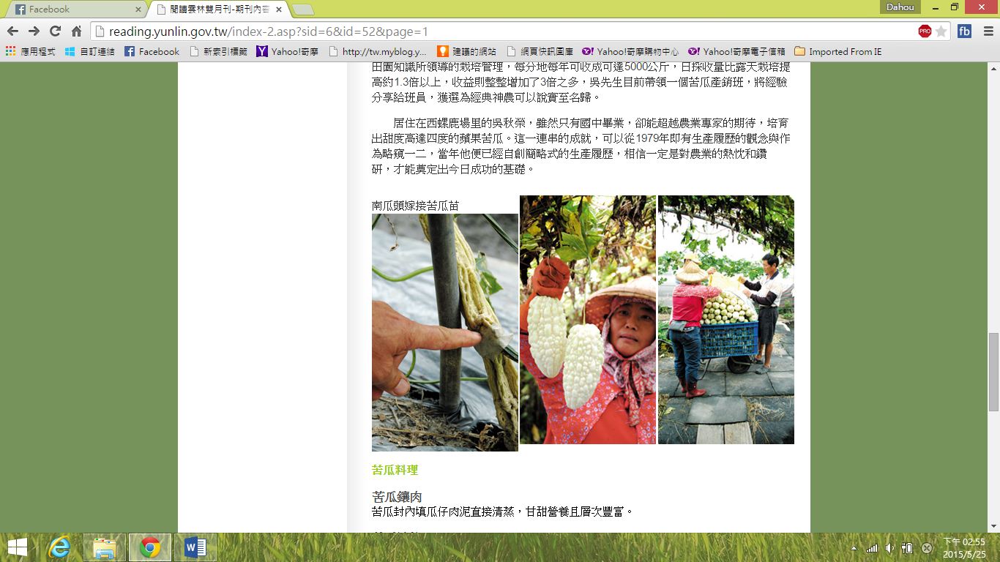 Facebook
閱讀雲林雙月刊-期刊內容
Dahou
reading.yunlin.gov.tw/index-2.asp?sid=6&id=52&page=1
PRO
fb
應用程式
自訂連結
Facebook
新索引標籤
Yahoo!奇摩
http://tw.myblog.y...
建議的網站
網頁快訊圖庫
Yahoo!奇摩購物中心
Yahoo!奇摩電子信箱
Imported From IE
田園知識所領導的栽培管理，每分地每年可收成可達5000公斤，日採收量比露天栽培提
高約1.3倍以上，收益則整整增加了3倍之多，吳先生目前帶領一個苦瓜產銷班，將經驗
分享給班員，獲選為經典神農可以說實至名歸。
居住在西螺鹿場里的吳秋榮，雖然只有國中畢業，卻能超越農業專家的期待，培育
出甜度高達四度的蘋果苦瓜。這一連串的成就，可以從1979年即有生產履歷的觀念與作
為略窺一二，當年他便已經自創簡略式的生產履歷，相信一定是對農業的熱忱和鑽
研，才能奠定出今日成功的基礎。
南瓜頭嫁接苦瓜苗
苦瓜料理
苦瓜鑲肉
苦瓜封內填瓜仔肉泥直接清蒸，甘甜營養且層次豐富。
下午 02:55
2015/5/25